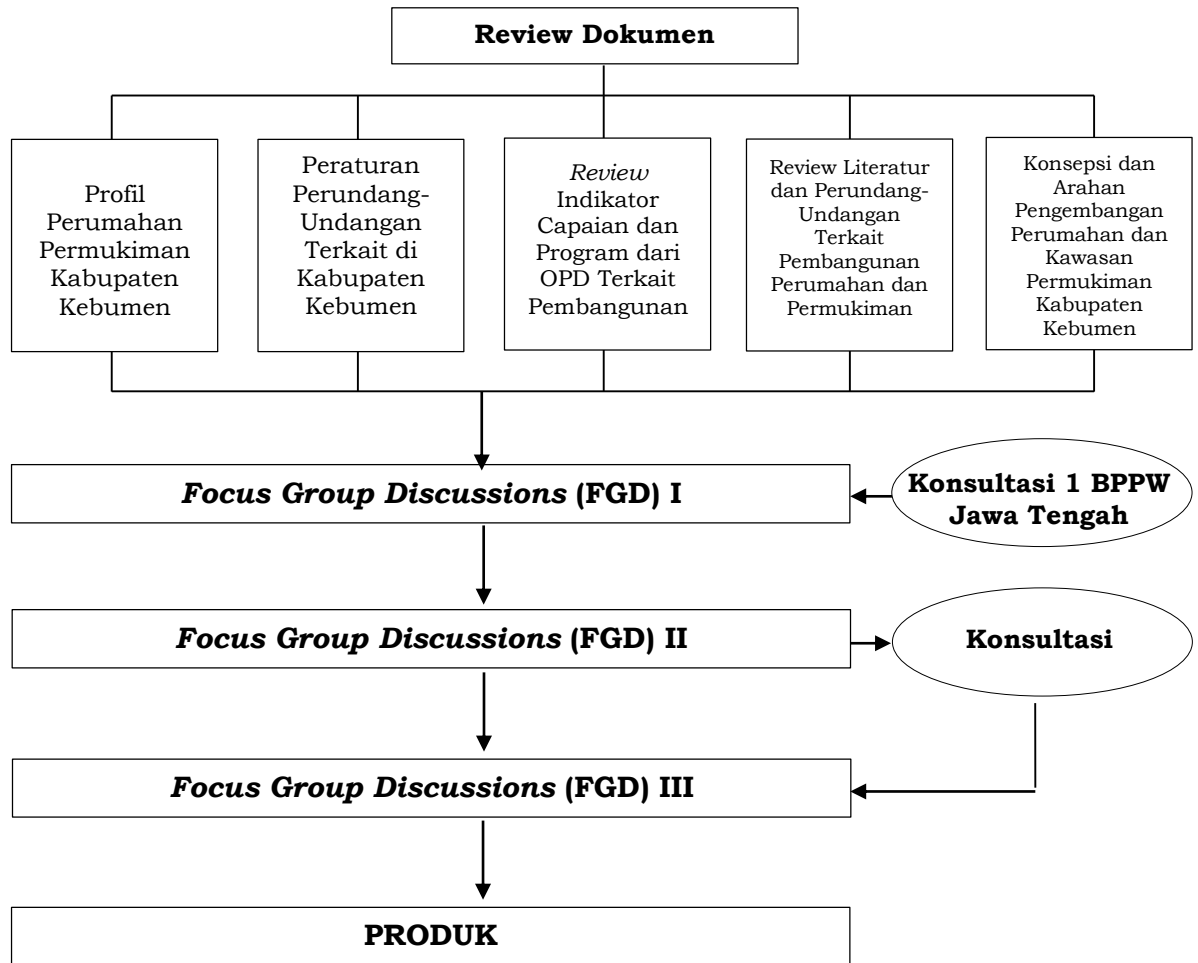 Review Dokumen
Profil
Perumahan
Permukiman
Kabupaten
Kebumen
Peraturan
Perundang-
Undangan
Terkait di
Kabupaten
Kebumen
Review
Indikator
Capaian dan
Program dari
OPD Terkait
Pembangunan
Review Literatur
dan Perundang-
Undangan
Terkait
Pembangunan
Perumahan dan
Permukiman
Konsepsi dan
Arahan
Pengembangan
Perumahan dan
Kawasan
Permukiman
Kabupaten
Kebumen
Focus Group Discussions (FGD) I
Konsultasi 1 BPPW
Jawa Tengah
Focus Group Discussions (FGD) II
Konsultasi
Focus Group Discussions (FGD) III
PRODUK